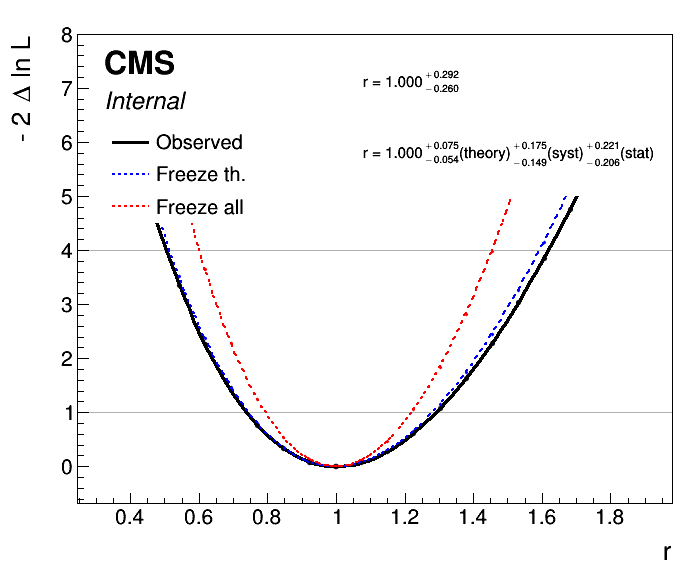 - 2 Δ ln L
8
7
6
5
4
3
2
1
0
CMS
Internal
Observed
Freeze th.
Freeze all
r = 1.000 +0.292 −0.260
r = 1.000 +0.075 −0.054 (theory) +0.175 −0.149 (syst) +0.221 −0.206 (stat)
0.4 0.6 0.8 1 1.2 1.4 1.6 1.8
r